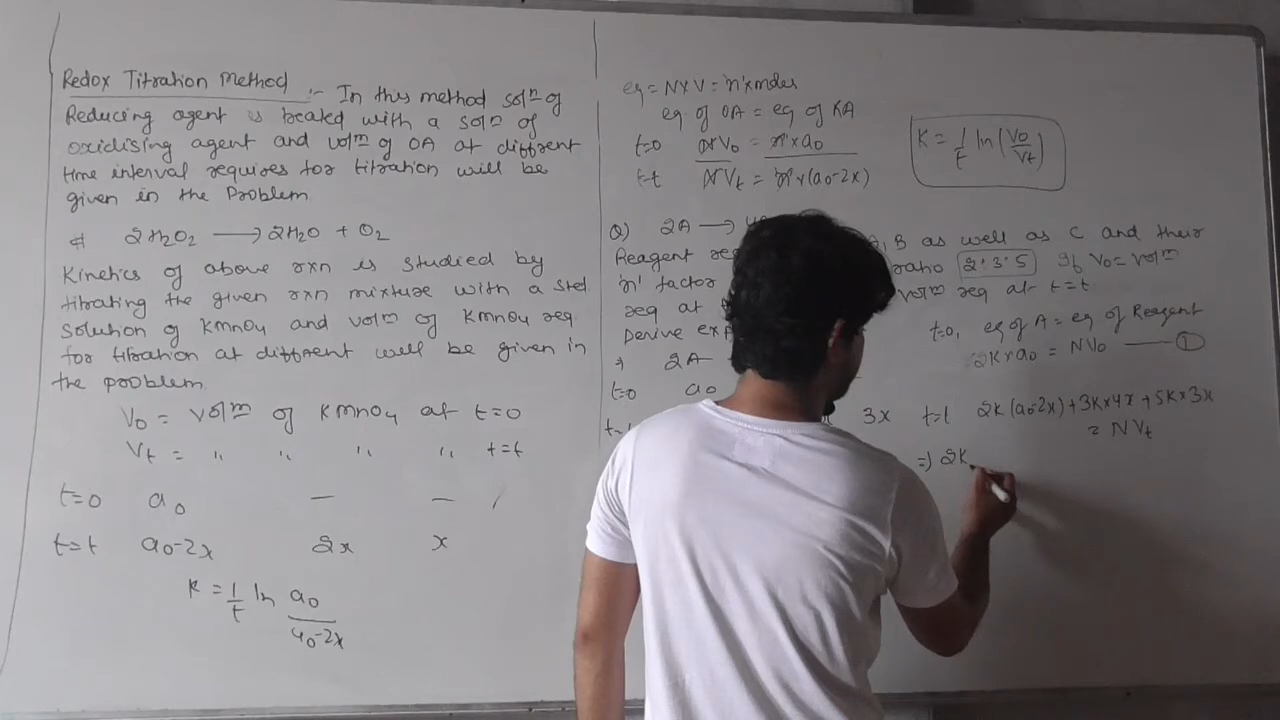 Redox Titration Method :- In this method solⁿ of
Reducing agent is treated with a solⁿ of
oxidising agent and volᵐ of OA at different
time interval requires for titration will be
given in the Problem
# 2H₂O₂ → 2H₂O + O₂
Kinetics of above rxn is studied by
titrating the given rxn mixture with a std
solution of KMnO₄ and volᵐ of KMnO₄ req
for titration at different will be given in
the problem.
V₀ = Volᵐ of KMnO₄ at t=0
Vₜ = " " " " t=t
t=0 a₀ — —
t=t a₀-2x 2x x
K = 1/t ln a₀/a₀-2x
eq = N×V = 'n'×moles
eq of OA = eq of RA
t=0 NV₀ = 'n'×a₀
t=t NVₜ = 'n'×(a₀-2x)
K = 1/t ln (V₀/Vₜ)
Q) 2A → B as well as C and their
Reagent ratio 2:3:5 If V₀ = volᵐ
'n' factor volᵐ req at t=t
req at
Derive
→ 2A
t=0 a₀
3x
t=0, eq of A = eq of Reagent
2K×a₀ = NV₀ — ①
t=t 2K(a₀-2x)+3K×4x+5K×3x
= NVₜ
⇒ 2K